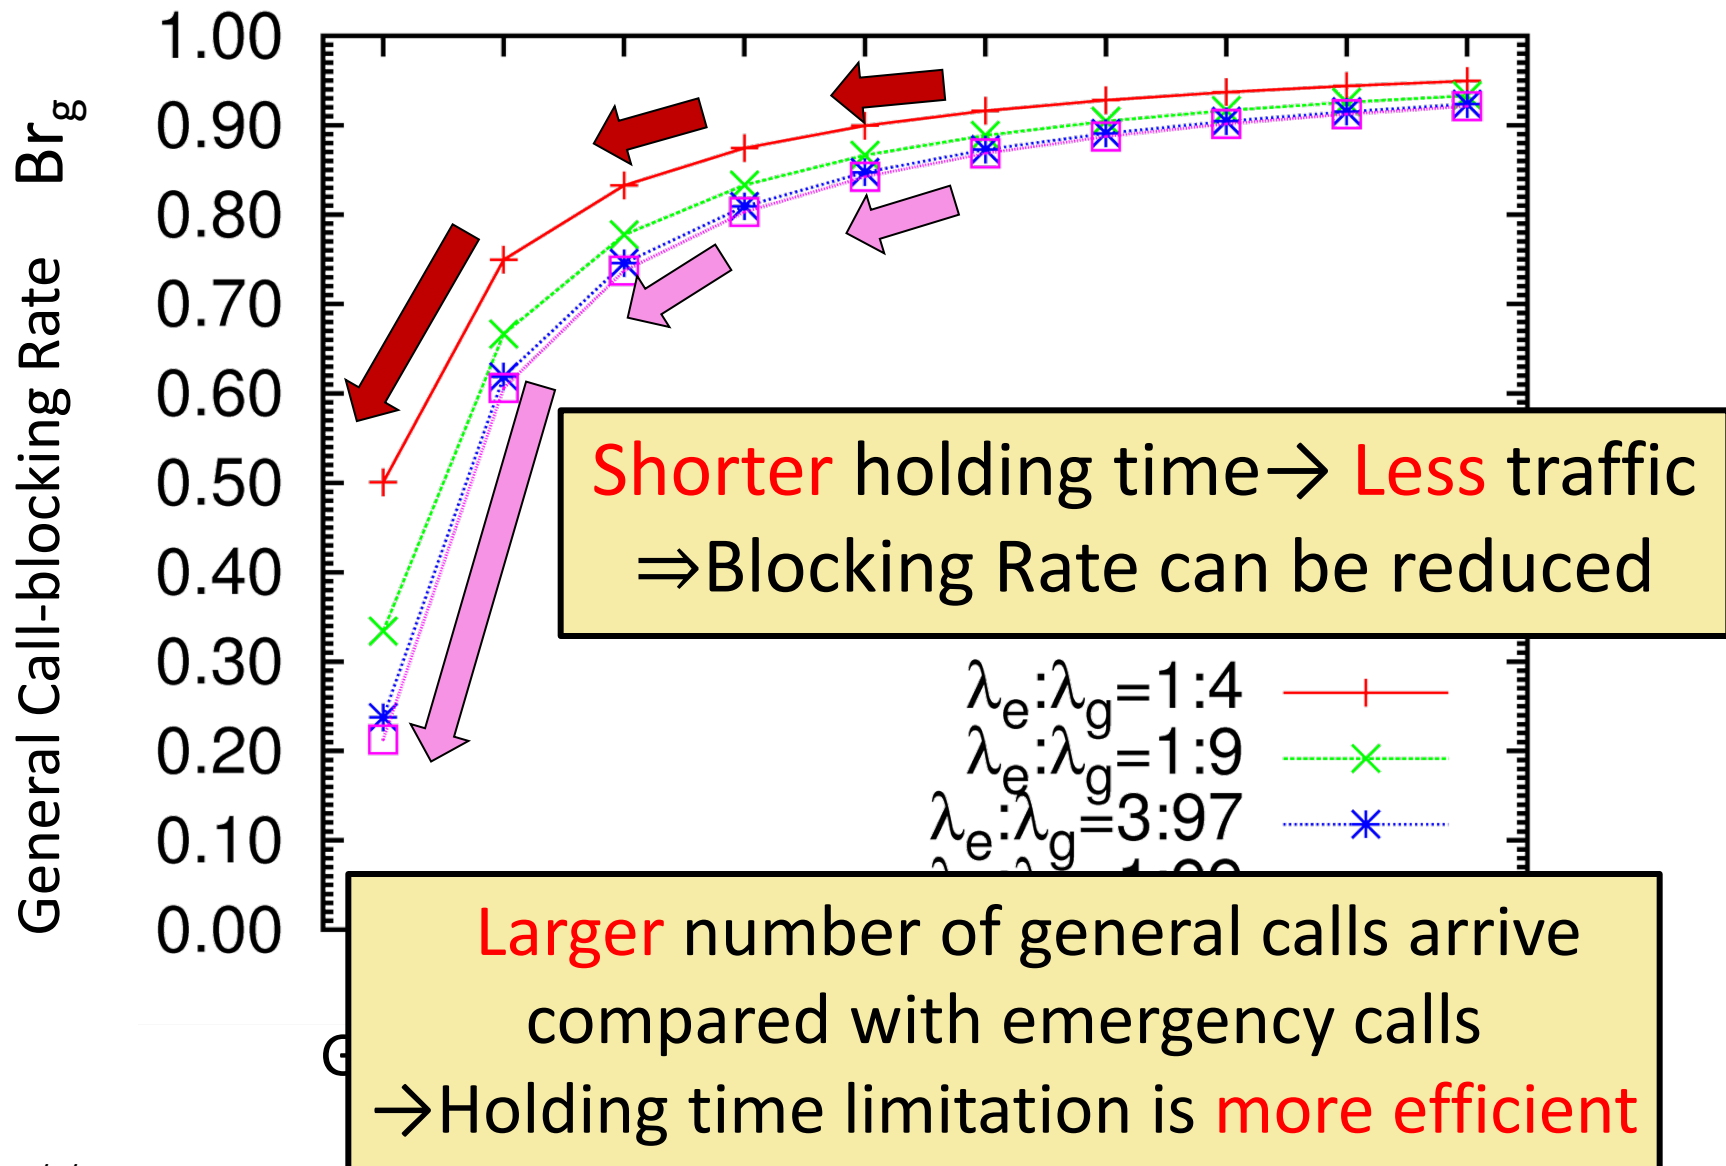 General Call-blocking Rate Brg
1.00
0.90
0.80
0.70
0.60
0.50
0.40
0.30
0.20
0.10
0.00
Shorter holding time→ Less traffic
⇒Blocking Rate can be reduced
λe:λg=1:4
λe:λg=1:9
λe:λg=3:97
Larger number of general calls arrive
compared with emergency calls
→Holding time limitation is more efficient